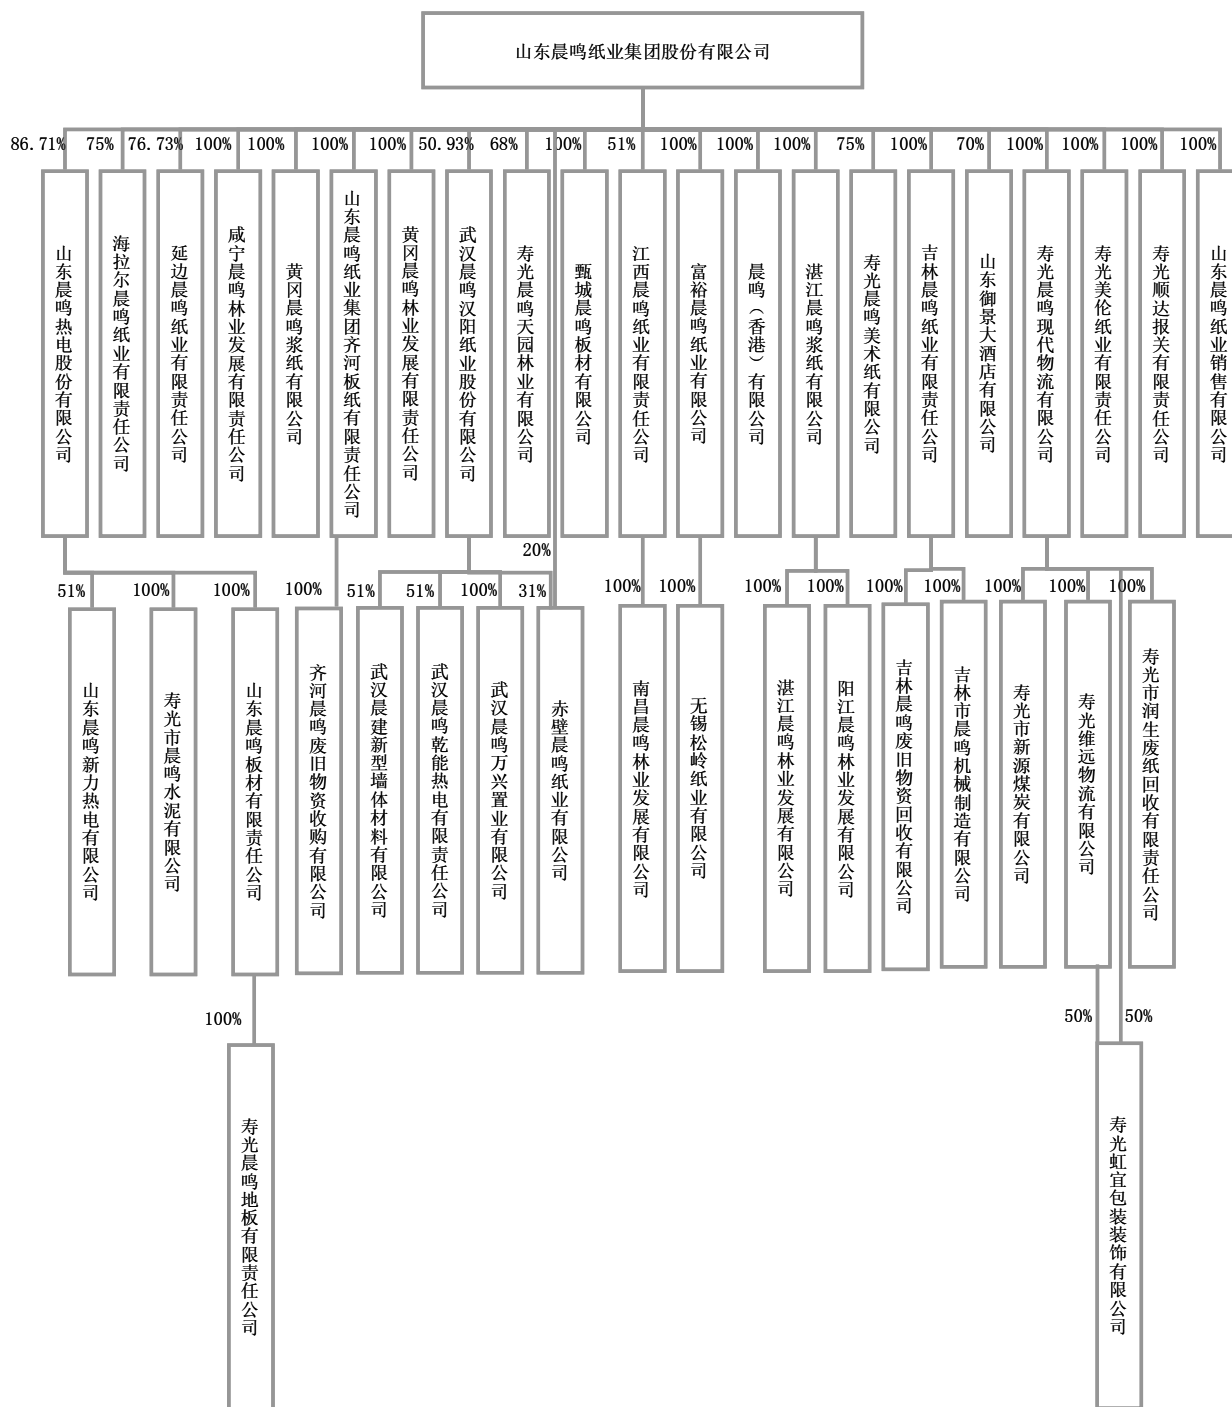 山东晨鸣纸业集团股份有限公司
86.71%
75%
76.73%
100%
100%
100%
100%
50.93%
68%
100%
51%
100%
100%
100%
75%
100%
70%
100%
100%
100%
100%
山东晨鸣热电股份有限公司
海拉尔晨鸣纸业有限责任公司
延边晨鸣纸业有限责任公司
咸宁晨鸣林业发展有限责任公司
黄冈晨鸣浆纸有限公司
山东晨鸣纸业集团齐河板纸有限责任公司
黄冈晨鸣林业发展有限责任公司
武汉晨鸣汉阳纸业股份有限公司
寿光晨鸣天园林业有限公司
甄城晨鸣板材有限公司
江西晨鸣纸业有限责任公司
富裕晨鸣纸业有限公司
晨鸣（香港）有限公司
湛江晨鸣浆纸有限公司
寿光晨鸣美术纸有限公司
吉林晨鸣纸业有限责任公司
山东御景大酒店有限公司
寿光晨鸣现代物流有限公司
寿光美伦纸业有限责任公司
寿光顺达报关有限责任公司
山东晨鸣纸业销售有限公司
20%
51%
100%
100%
100%
51%
51%
100%
31%
100%
100%
100%
100%
100%
100%
100%
100%
100%
山东晨鸣新力热电有限公司
寿光市晨鸣水泥有限公司
山东晨鸣板材有限责任公司
齐河晨鸣废旧物资收购有限公司
武汉晨建新型墙体材料有限公司
武汉晨鸣乾能热电有限责任公司
武汉晨鸣万兴置业有限公司
赤壁晨鸣纸业有限公司
南昌晨鸣林业发展有限公司
无锡松岭纸业有限公司
湛江晨鸣林业发展有限公司
阳江晨鸣林业发展有限公司
吉林晨鸣废旧物资回收有限公司
吉林市晨鸣机械制造有限公司
寿光市新源煤炭有限公司
寿光维远物流有限公司
寿光市润生废纸回收有限责任公司
100%
50%
50%
寿光晨鸣地板有限责任公司
寿光虹宜包装装饰有限公司